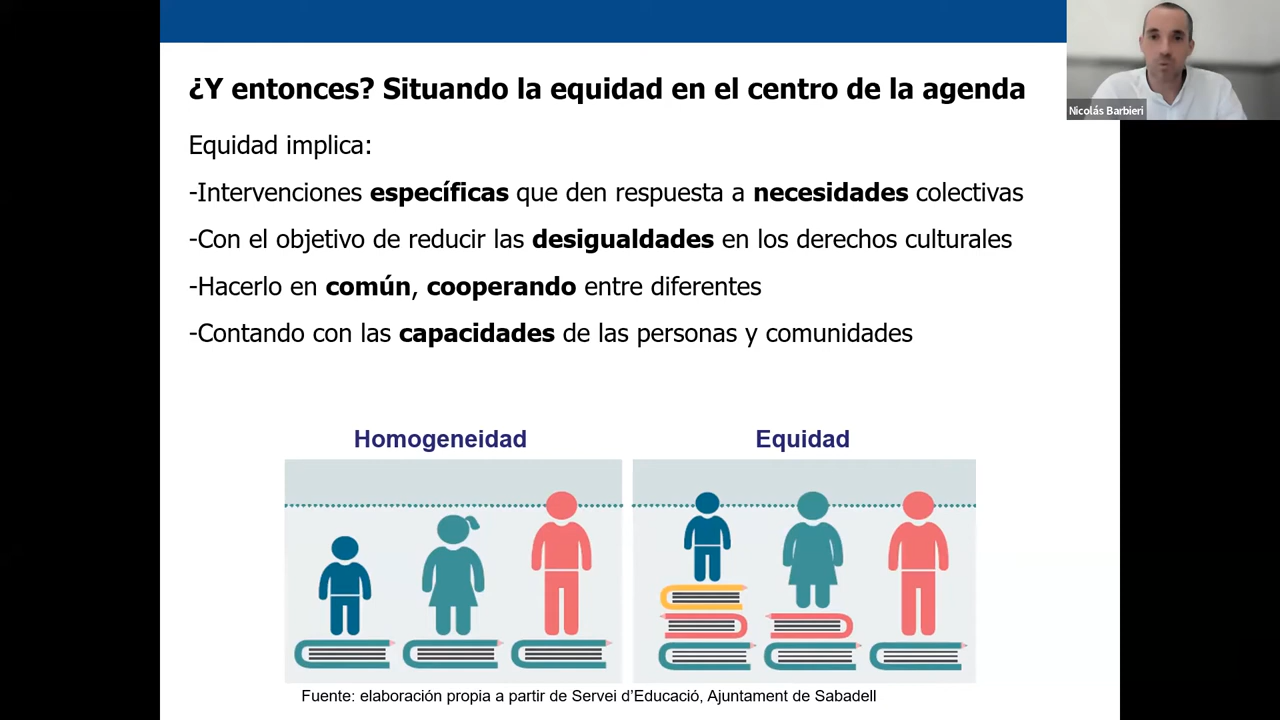 ¿Y entonces? Situando la equidad en el centro de la agenda
Nicolás Barbieri
Equidad implica:
-Intervenciones específicas que den respuesta a necesidades colectivas
-Con el objetivo de reducir las desigualdades en los derechos culturales
-Hacerlo en común, cooperando entre diferentes
-Contando con las capacidades de las personas y comunidades
Homogeneidad
Equidad
Fuente: elaboración propia a partir de Servei d’Educació, Ajuntament de Sabadell